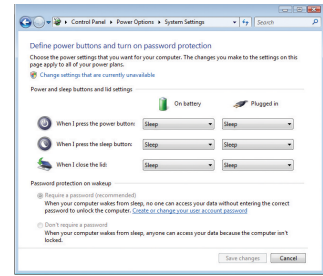 Control Panel ▸ Power Options ▸ System Settings
Search
Define power buttons and turn on password protection
Choose the power settings that you want for your computer. The changes you make to the settings on this
page apply to all of your power plans.
Change settings that are currently unavailable
Power and sleep buttons and lid settings
On battery Plugged in
When I press the power button: Sleep Sleep
When I press the sleep button: Sleep Sleep
When I close the lid: Sleep Sleep
Password protection on wakeup
Require a password (recommended)
When your computer wakes from sleep, no one can access your data without entering the correct
password to unlock the computer. Create or change your user account password
Don't require a password
When your computer wakes from sleep, anyone can access your data because the computer isn't
locked.
Save changes Cancel